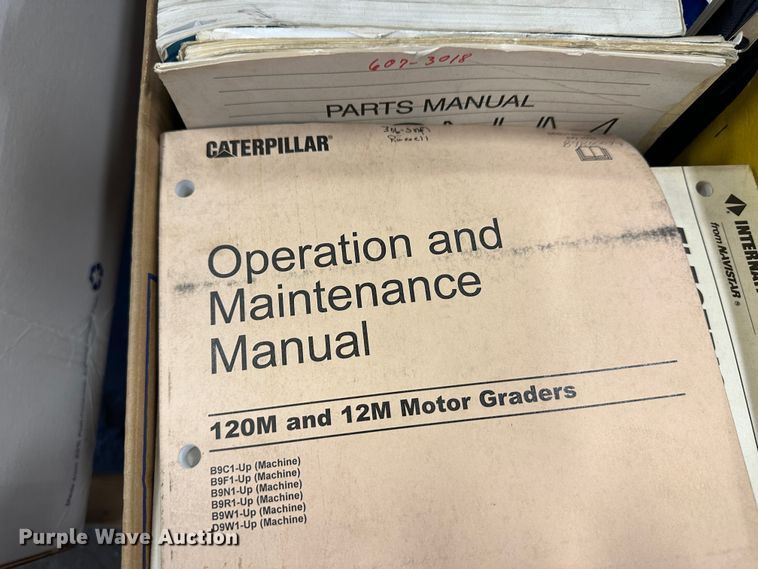 607-3018
PARTS MANUAL
CATERPILLAR®
Operation and
Maintenance
Manual
120M and 12M Motor Graders
B9C1-Up (Machine)
B9F1-Up (Machine)
B9N1-Up (Machine)
B9R1-Up (Machine)
B9W1-Up (Machine)
D9W1-Up (Machine)
from NAVISTAR®
Purple Wave Auction